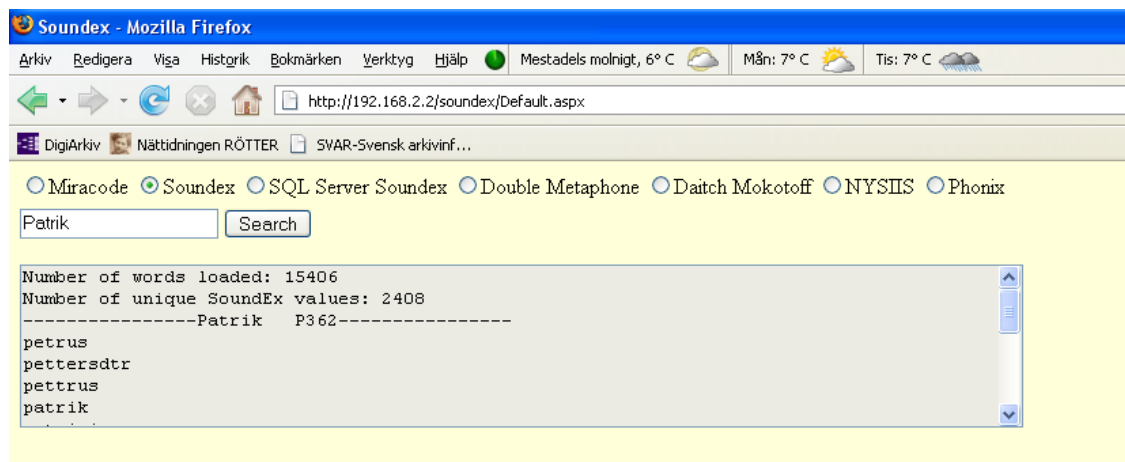 Soundex - Mozilla Firefox
Arkiv Redigera Visa Historik Bokmärken Verktyg Hjälp Mestadels molnigt, 6° C Mån: 7° C Tis: 7° C
http://192.168.2.2/soundex/Default.aspx
DigiArkiv Nättidningen RÖTTER SVAR-Svensk arkivinf...
Miracode Soundex SQL Server Soundex Double Metaphone Daitch Mokotoff NYSIIS Phonix
Patrik Search
Number of words loaded: 15406
Number of unique SoundEx values: 2408
----------------Patrik P362----------------
petrus
pettersdtr
pettrus
patrik